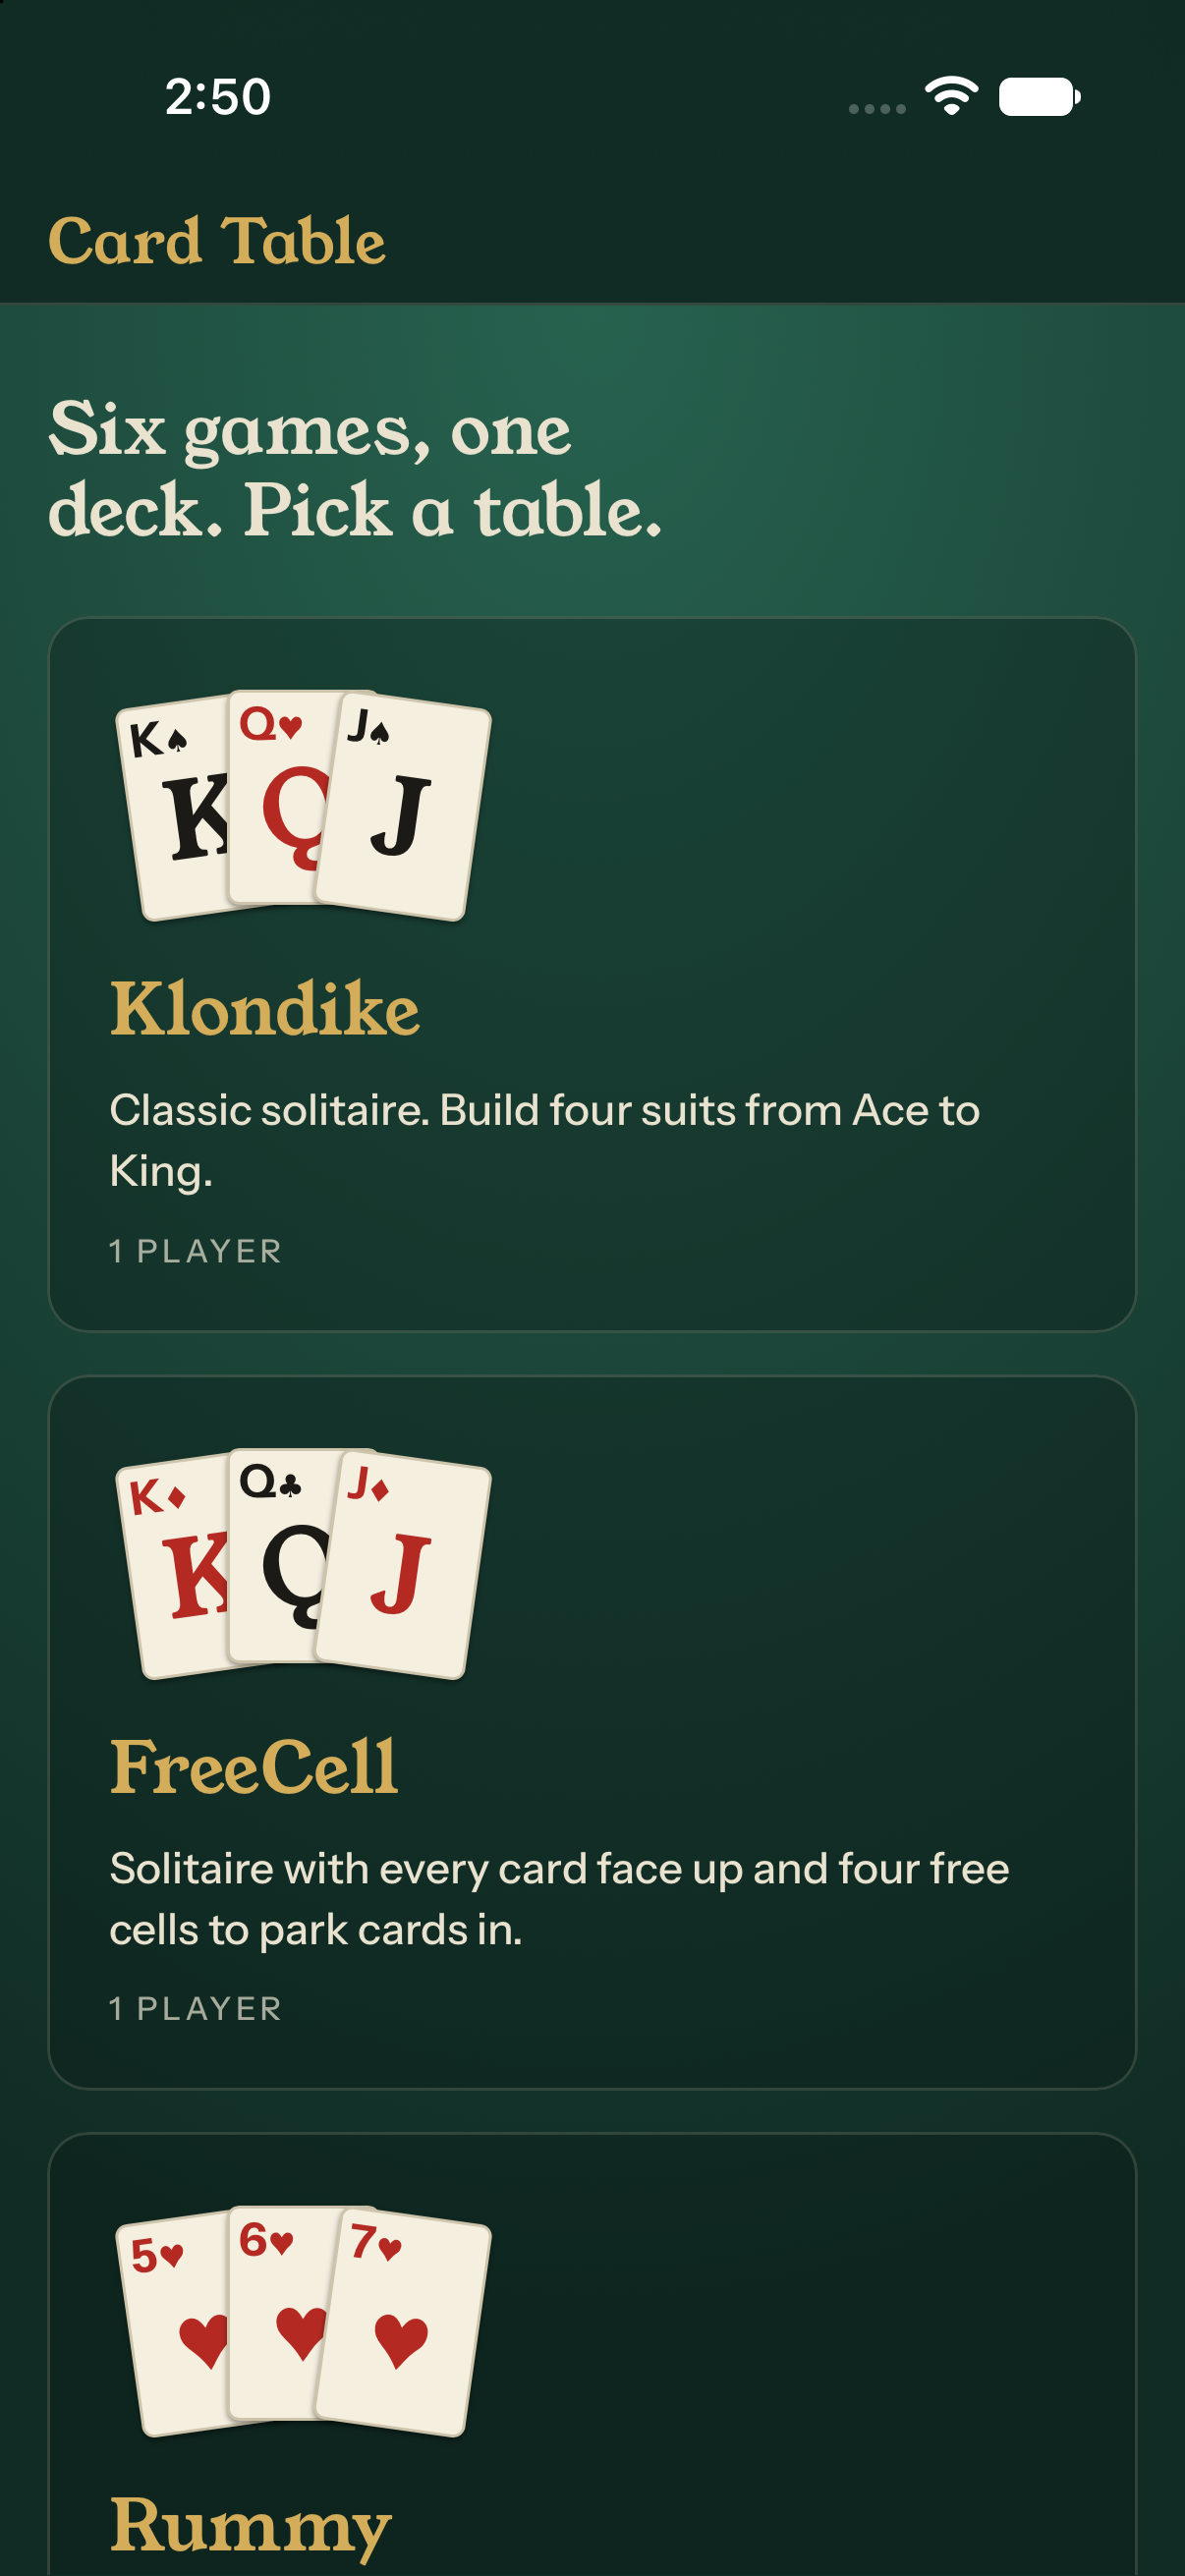 2:50
Card Table
Six games, one
deck. Pick a table.
K♠ Q♥ J♠
K Q J
Klondike
Classic solitaire. Build four suits from Ace to
King.
1 PLAYER
K♦ Q♣ J♦
K Q J
FreeCell
Solitaire with every card face up and four free
cells to park cards in.
1 PLAYER
5♥ 6♥ 7♥
♥ ♥ ♥
Rummy